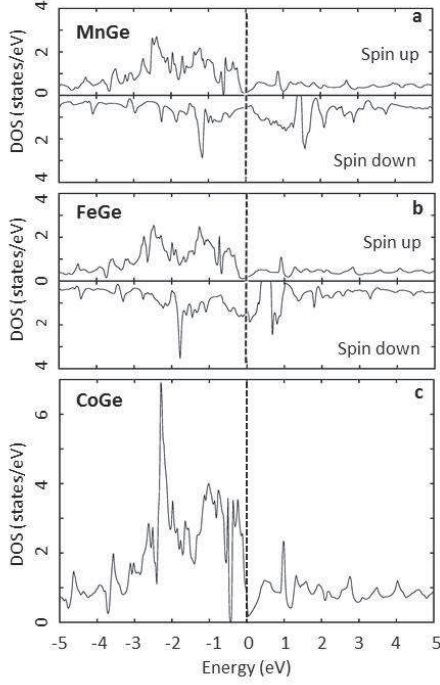 a
MnGe
Spin up
DOS (states/eV)
4
2
0
2
4
Spin down
b
FeGe
Spin up
DOS (states/eV)
4
2
0
2
4
Spin down
c
CoGe
DOS (states/eV)
6
4
2
0
-5 -4 -3 -2 -1 0 1 2 3 4 5
Energy (eV)